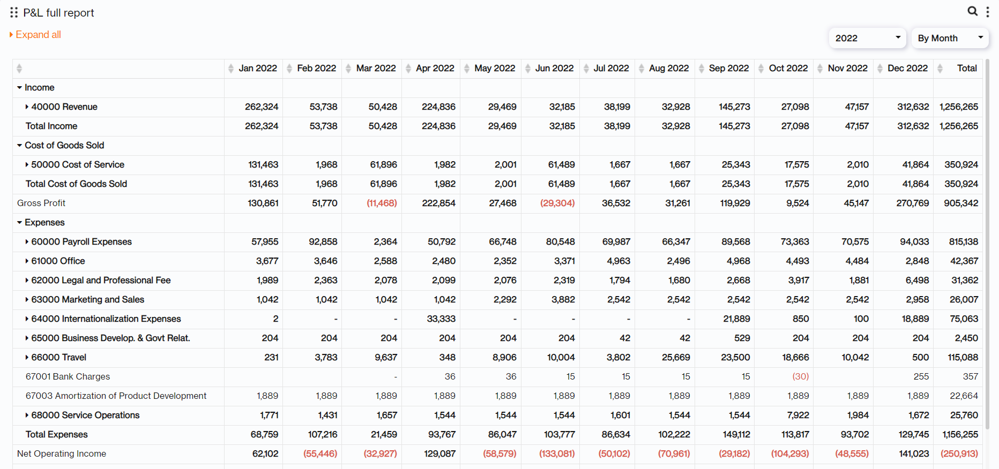 P&L full report
Expand all
2022 By Month
Jan 2022 Feb 2022 Mar 2022 Apr 2022 May 2022 Jun 2022 Jul 2022 Aug 2022 Sep 2022 Oct 2022 Nov 2022 Dec 2022 Total
Income
40000 Revenue 262,324 53,738 50,428 224,836 29,469 32,185 38,199 32,928 145,273 27,098 47,157 312,632 1,256,265
Total Income 262,324 53,738 50,428 224,836 29,469 32,185 38,199 32,928 145,273 27,098 47,157 312,632 1,256,265
Cost of Goods Sold
50000 Cost of Service 131,463 1,968 61,896 1,982 2,001 61,489 1,667 1,667 25,343 17,575 2,010 41,864 350,924
Total Cost of Goods Sold 131,463 1,968 61,896 1,982 2,001 61,489 1,667 1,667 25,343 17,575 2,010 41,864 350,924
Gross Profit 130,861 51,770 (11,468) 222,854 27,468 (29,304) 36,532 31,261 119,929 9,524 45,147 270,769 905,342
Expenses
60000 Payroll Expenses 57,955 92,858 2,364 50,792 66,748 80,548 69,987 66,347 89,568 73,363 70,575 94,033 815,138
61000 Office 3,677 3,646 2,588 2,480 2,352 3,371 4,963 2,496 4,968 4,493 4,484 2,848 42,367
62000 Legal and Professional Fee 1,989 2,363 2,078 2,099 2,076 2,319 1,794 1,680 2,668 3,917 1,881 6,498 31,362
63000 Marketing and Sales 1,042 1,042 1,042 1,042 2,292 3,882 2,542 2,542 2,542 2,542 2,542 2,958 26,007
64000 Internationalization Expenses 2 - - 33,333 - - - - 21,889 850 100 18,889 75,063
65000 Business Develop. & Govt Relat. 204 204 204 204 204 204 42 42 529 204 204 204 2,450
66000 Travel 231 3,783 9,637 348 8,906 10,004 3,802 25,669 23,500 18,666 10,042 500 115,088
67001 Bank Charges - 36 36 15 15 15 15 (30) 255 357
67003 Amortization of Product Development 1,889 1,889 1,889 1,889 1,889 1,889 1,889 1,889 1,889 1,889 1,889 1,889 22,664
68000 Service Operations 1,771 1,431 1,657 1,544 1,544 1,544 1,601 1,544 1,544 7,922 1,984 1,672 25,760
Total Expenses 68,759 107,216 21,459 93,767 86,047 103,777 86,634 102,222 149,112 113,817 93,702 129,745 1,156,255
Net Operating Income 62,102 (55,446) (32,927) 129,087 (58,579) (133,081) (50,102) (70,961) (29,182) (104,293) (48,555) 141,023 (250,913)